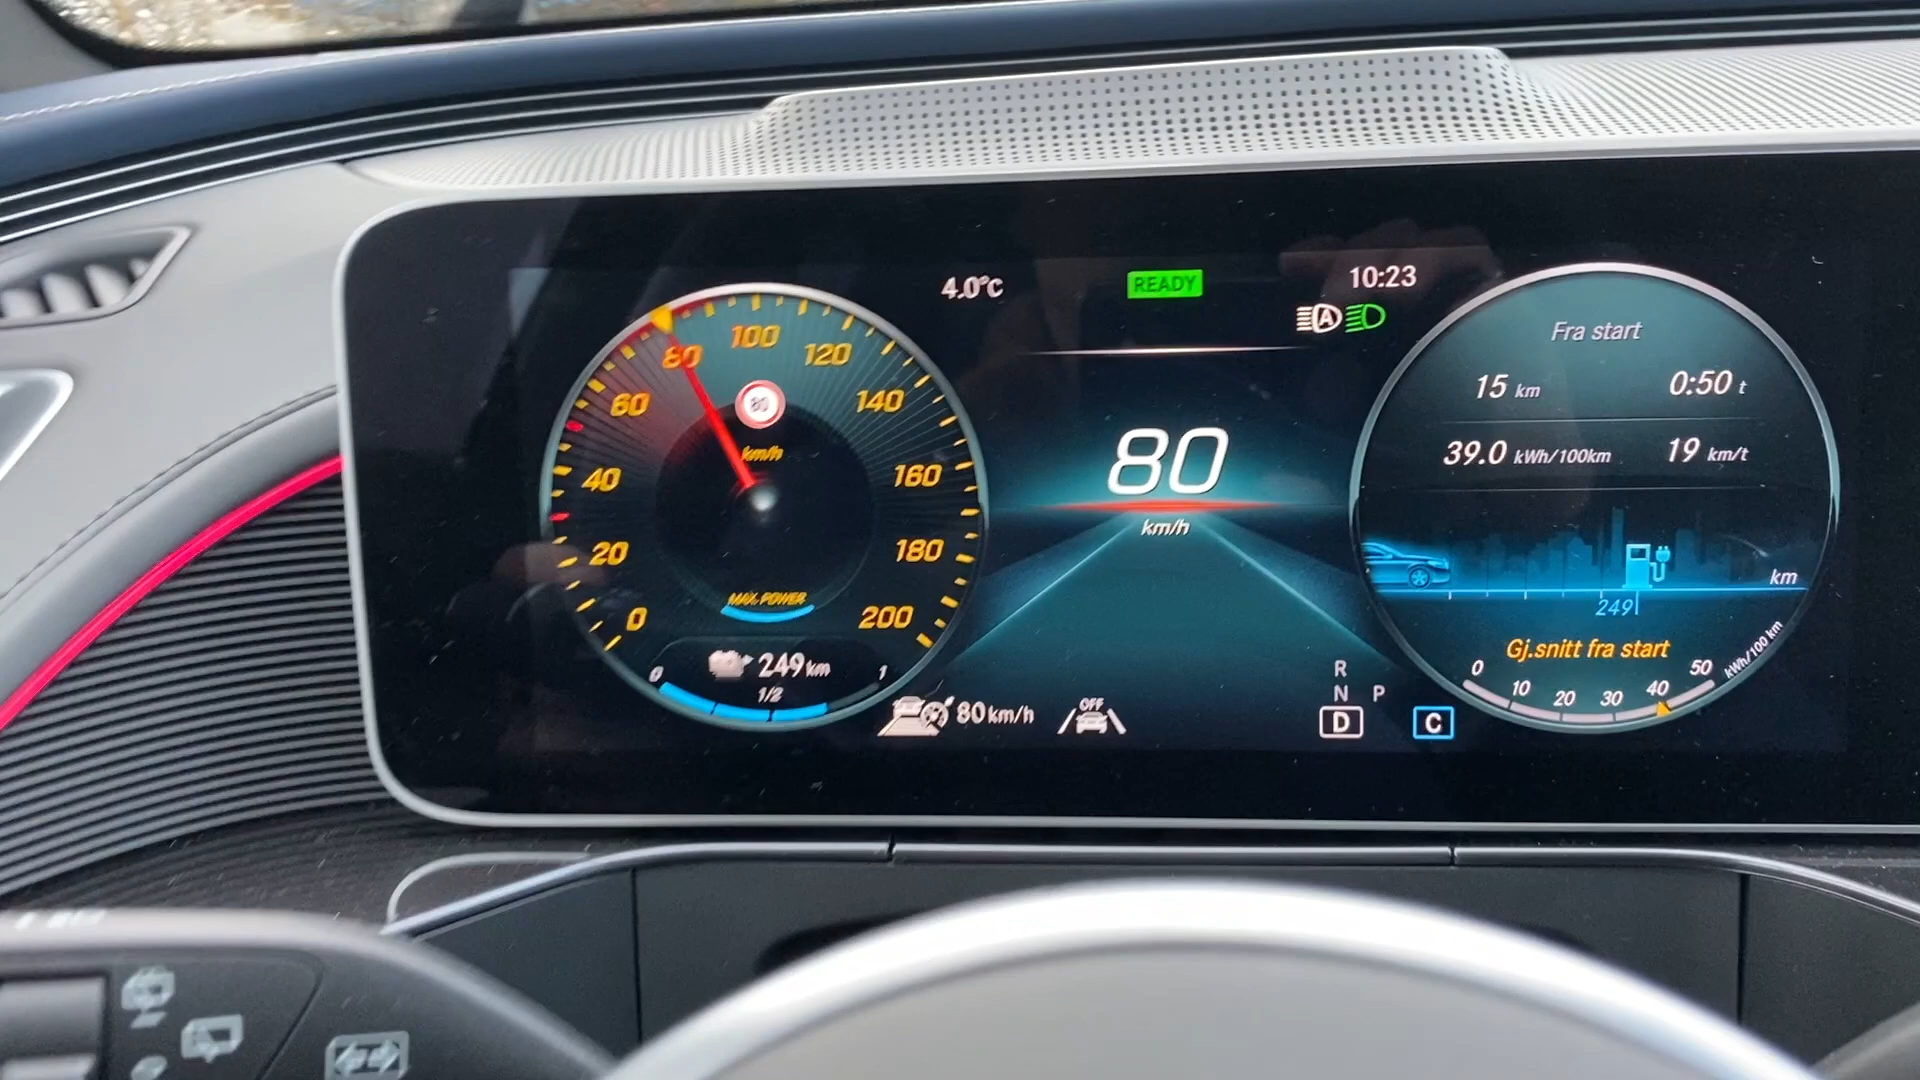 4.0°C
READY
10:23
A
0
20
40
60
80
100
120
140
160
180
200
80
km/h
MAX. POWER
249 km
0
1/2
1
80
km/h
80 km/h
OFF
R
N P
D
C
Fra start
15 km 0:50 t
39.0 kWh/100km 19 km/t
km
249
Gj.snitt fra start
0
10
20
30
40
50
kWh/100 km